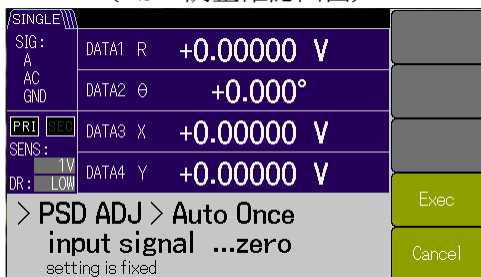 SINGLE
SIG:
A
AC
GND
PRI SEC
SENS:
1V
DR: LOW
DATA1 R +0.00000 V
DATA2 θ +0.000°
DATA3 X +0.00000 V
DATA4 Y +0.00000 V
> PSD ADJ > Auto Once
input signal ...zero
setting is fixed
Exec
Cancel